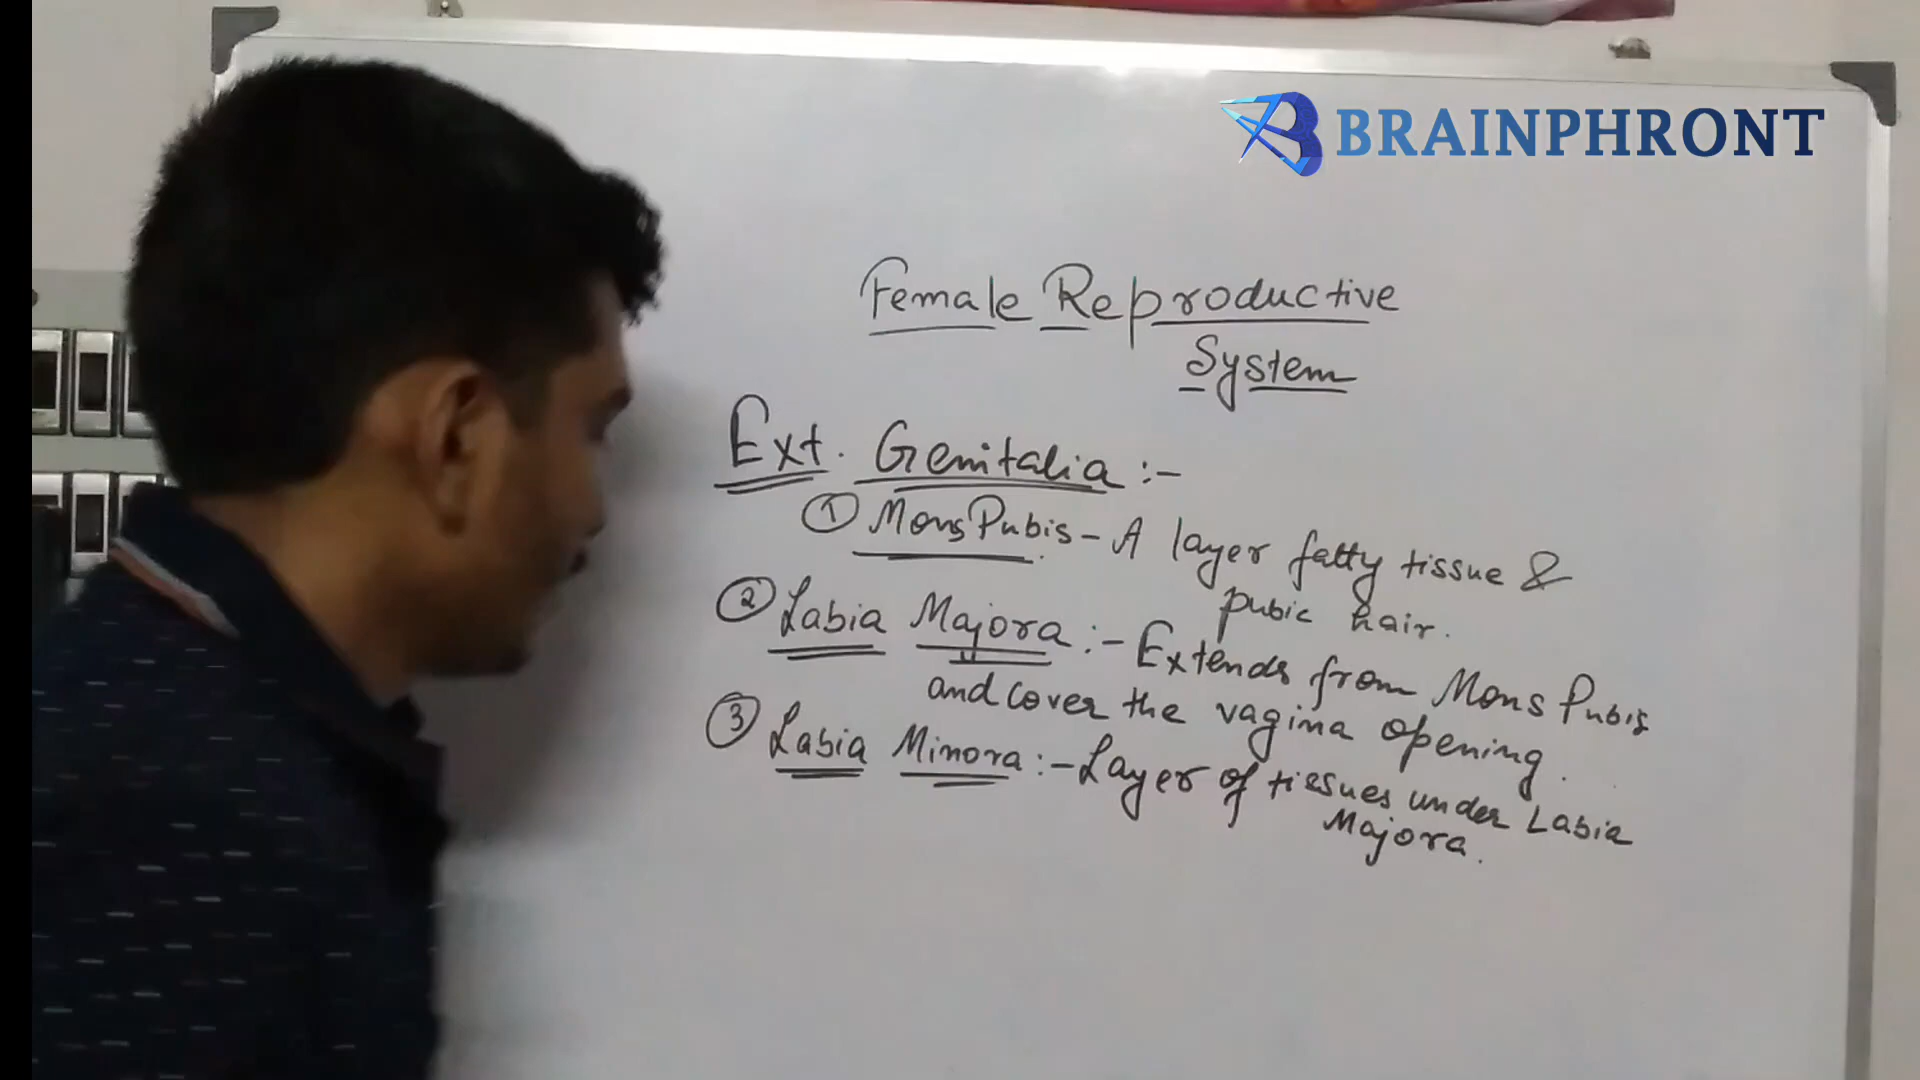 BRAINPHRONT
Female Reproductive
System
Ext. Genitalia :-
① Mons Pubis - A layer fatty tissue &
pubic hair.
② Labia Majora :- Extends from Mons Pubis
and cover the vagina opening.
③ Labia Minora :- Layer of tissues under Labia
Majora.